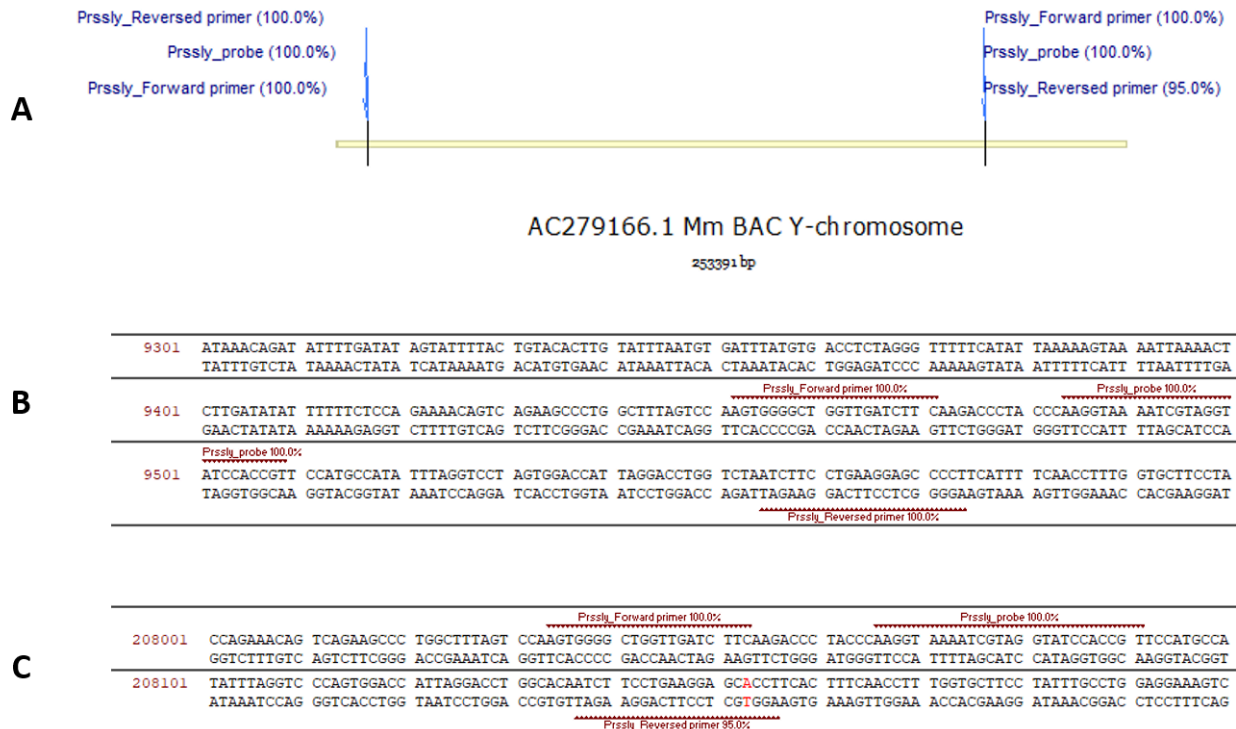 A
Prssly_Reversed primer (100.0%)
Prssly_probe (100.0%)
Prssly_Forward primer (100.0%)
Prssly_Forward primer (100.0%)
Prssly_probe (100.0%)
Prssly_Reversed primer (95.0%)
AC279166.1 Mm BAC Y-chromosome
253391 bp
B
9301 ATAAACAGAT ATTTTGATAT AGTATTTTAC TGTACACTTG TATTTAATGT GATTTATGTG ACCTCTAGGG TTTTTCATAT TAAAAAGTAA AATTAAAACT
TATTTGTCTA TAAAACTATA TCATAAAATG ACATGTGAAC ATAAATTACA CTAAATACAC TGGAGATCCC AAAAAGTATA ATTTTTCATT TTAATTTTGA
Prssly_Forward primer 100.0% Prssly_probe 100.0%
9401 CTTGATATAT TTTTTCTCCA GAAAACAGTC AGAAGCCCTG GCTTTAGTCC AAGTGGGGCT GGTTGATCTT CAAGACCCTA CCCAAGGTAA AATCGTAGGT
GAACTATATA AAAAAGAGGT CTTTTGTCAG TCTTCGGGAC CGAAATCAGG TTCACCCCGA CCAACTAGAA GTTCTGGGAT GGGTTCCATT TTAGCATCCA
Prssly_probe 100.0%
9501 ATCCACCGTT CCATGCCATA TTTAGGTCCT AGTGGACCAT TAGGACCTGG TCTAATCTTC CTGAAGGAGC CCCTTCATTT TCAACCTTTG GTGCTTCCTA
TAGGTGGCAA GGTACGGTAT AAATCCAGGA TCACCTGGTA ATCCTGGACC AGATTAGAAG GACTTCCTCG GGGAAGTAAA AGTTGGAAAC CACGAAGGAT
Prssly_Reversed primer 100.0%
C
Prssly_Forward primer 100.0% Prssly_probe 100.0%
208001 CCAGAAACAG TCAGAAGCCC TGGCTTTAGT CCAAGTGGGG CTGGTTGATC TTCAAGACCC TACCCAAGGT AAAATCGTAG GTATCCACCG TTCCATGCCA
GGTCTTTGTC AGTCTTCGGG ACCGAAATCA GGTTCACCCC GACCAACTAG AAGTTCTGGG ATGGGTTCCA TTTTAGCATC CATAGGTGGC AAGGTACGGT
208101 TATTTAGGTC CCAGTGGACC ATTAGGACCT GGCACAATCT TCCTGAAGGA GCACCTTCAC TTTCAACCTT TGGTGCTTCC TATTTGCCTG GAGGAAAGTC
ATAAATCCAG GGTCACCTGG TAATCCTGGA CCGTGTTAGA AGGACTTCCT CGTGGAAGTG AAAGTTGGAA ACCACGAAGG ATAAACGGAC CTCCTTTCAG
Prssly_Reversed primer 95.0%